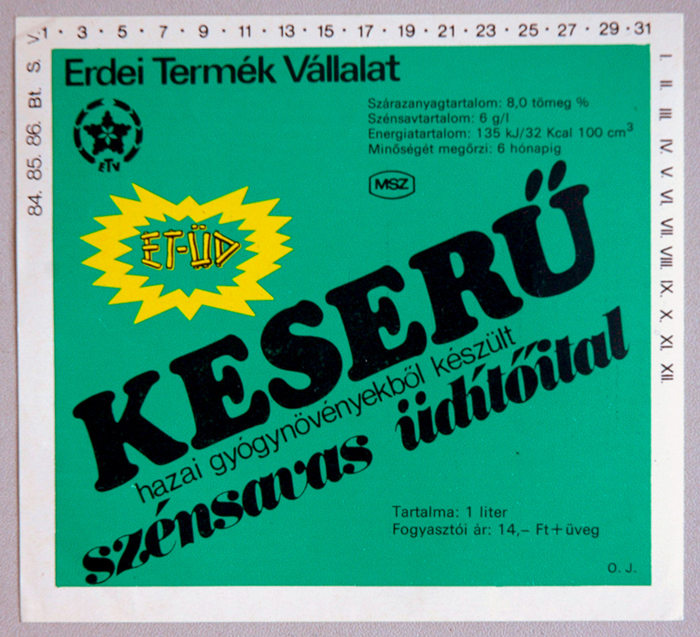 1 · 3 · 5 · 7 · 9 · 11 · 13 · 15 · 17 · 19 · 21 · 23 · 25 · 27 · 29 · 31
84. 85. 86. Bt. S. V.
Erdei Termék Vállalat
ETV
Szárazanyagtartalom: 8,0 tömeg %
Szénsavtartalom: 6 g/l
Energiatartalom: 135 kJ/32 Kcal 100 cm³
Minőségét megőrzi: 6 hónapig
MSZ
I. II. III. IV. V. VI. VII. VIII. IX. X. XI. XII.
ET-ÜD
KESERŰ
hazai gyógynövényekből készült
szénsavas üdítőital
Tartalma: 1 liter
Fogyasztói ár: 14,– Ft+üveg
O. J.